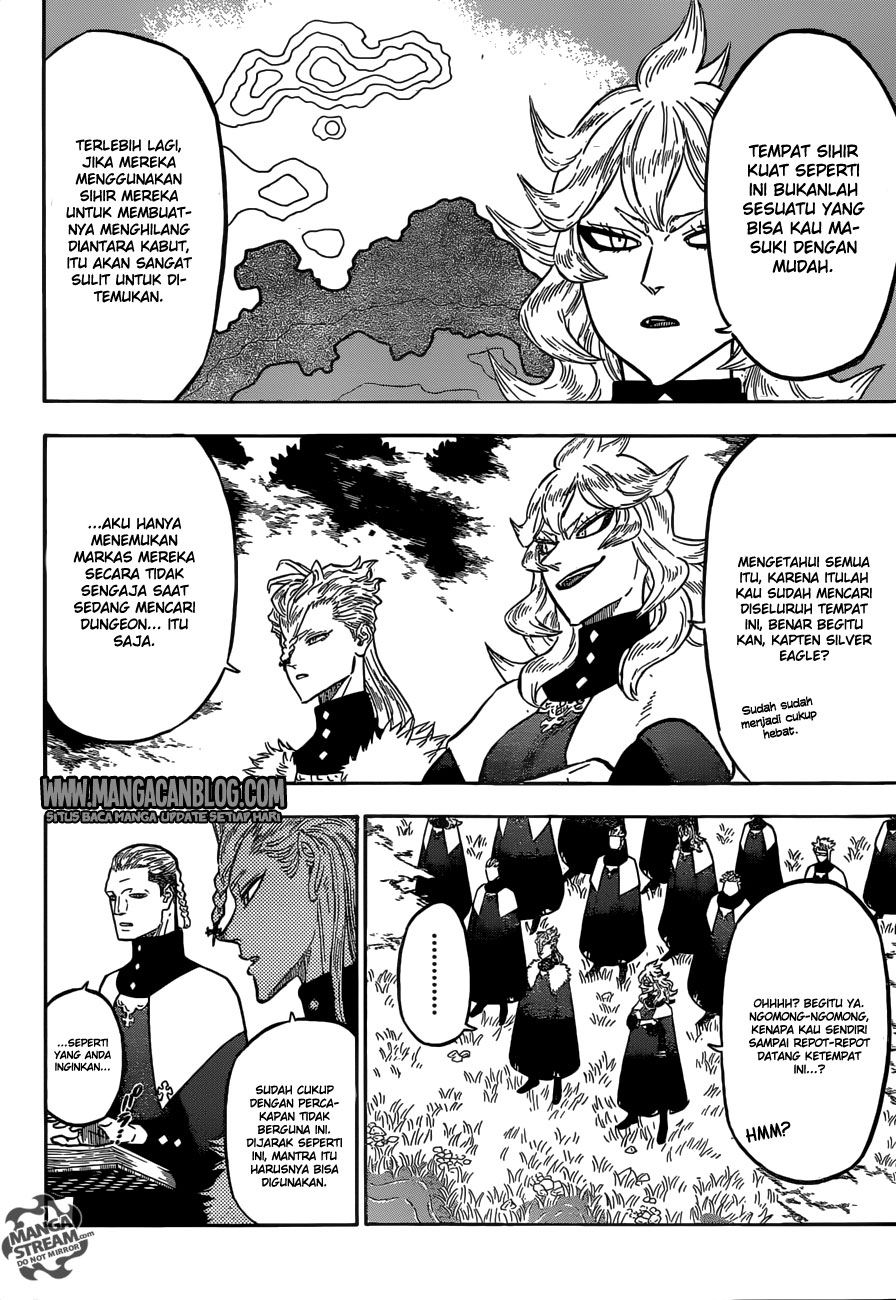 TEMPAT SIHIR
KUAT SEPERTI
INI BUKANLAH
SESUATU YANG
BISA KAU MA-
SUKI DENGAN
MUDAH.
TERLEBIH LAGI,
JIKA MEREKA
MENGGUNAKAN
SIHIR MEREKA
UNTUK MEMBUAT-
NYA MENGHILANG
DIANTARA KABUT,
ITU AKAN SANGAT
SULIT UNTUK DI-
TEMUKAN.
MENGETAHUI SEMUA
ITU, KARENA ITULAH
KAU SUDAH MENCARI
DISELURUH TEMPAT
INI, BENAR BEGITU
KAN, KAPTEN SILVER
EAGLE?
Sudah sudah
menjadi cukup
hebat.
...AKU HANYA
MENEMUKAN
MARKAS MEREKA
SECARA TIDAK
SENGAJA SAAT
SEDANG MENCARI
DUNGEON... ITU
SAJA.
WWW.MANGACANBLOG.COM
SITUS BACA MANGA UPDATE SETIAP HARI
OHHHH? BEGITU YA.
NGOMONG-NGOMONG,
KENAPA KAU SENDIRI
SAMPAI REPOT-REPOT
DATANG KETEMPAT
INI...?
HMM?
.........
SUDAH CUKUP
DENGAN PERCA-
KAPAN TIDAK
BERGUNA INI.
DIJARAK SEPERTI
INI, MANTRA ITU
HARUSNYA BISA
DIGUNAKAN.
...SEPERTI
YANG ANDA
INGINKAN...
MANGA
STREAM.com
DO NOT MIRROR